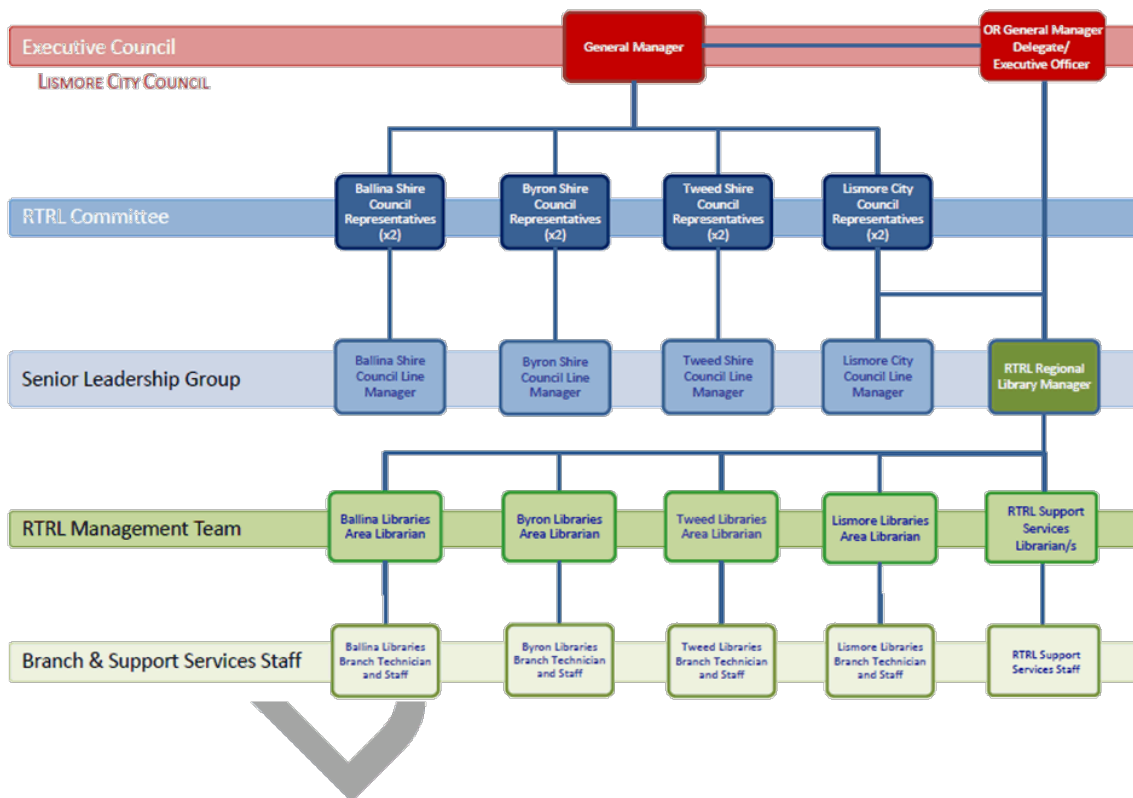 Executive Council
General Manager
OR General Manager
Delegate/
Executive Officer
LISMORE CITY COUNCIL
RTRL Committee
Ballina Shire
Council
Representatives
(x2)
Byron Shire
Council
Representatives
(x2)
Tweed Shire
Council
Representatives
(x2)
Lismore City
Council
Representatives
(x2)
Senior Leadership Group
Ballina Shire
Council Line
Manager
Byron Shire
Council Line
Manager
Tweed Shire
Council Line
Manager
Lismore City
Council Line
Manager
RTRL Regional
Library Manager
RTRL Management Team
Ballina Libraries
Area Librarian
Byron Libraries
Area Librarian
Tweed Libraries
Area Librarian
Lismore Libraries
Area Librarian
RTRL Support
Services
Librarian/s
Branch & Support Services Staff
Ballina Libraries
Branch Technician
and Staff
Byron Libraries
Branch Technician
and Staff
Tweed Libraries
Branch Technician
and Staff
Lismore Libraries
Branch Technician
and Staff
RTRL Support
Services Staff